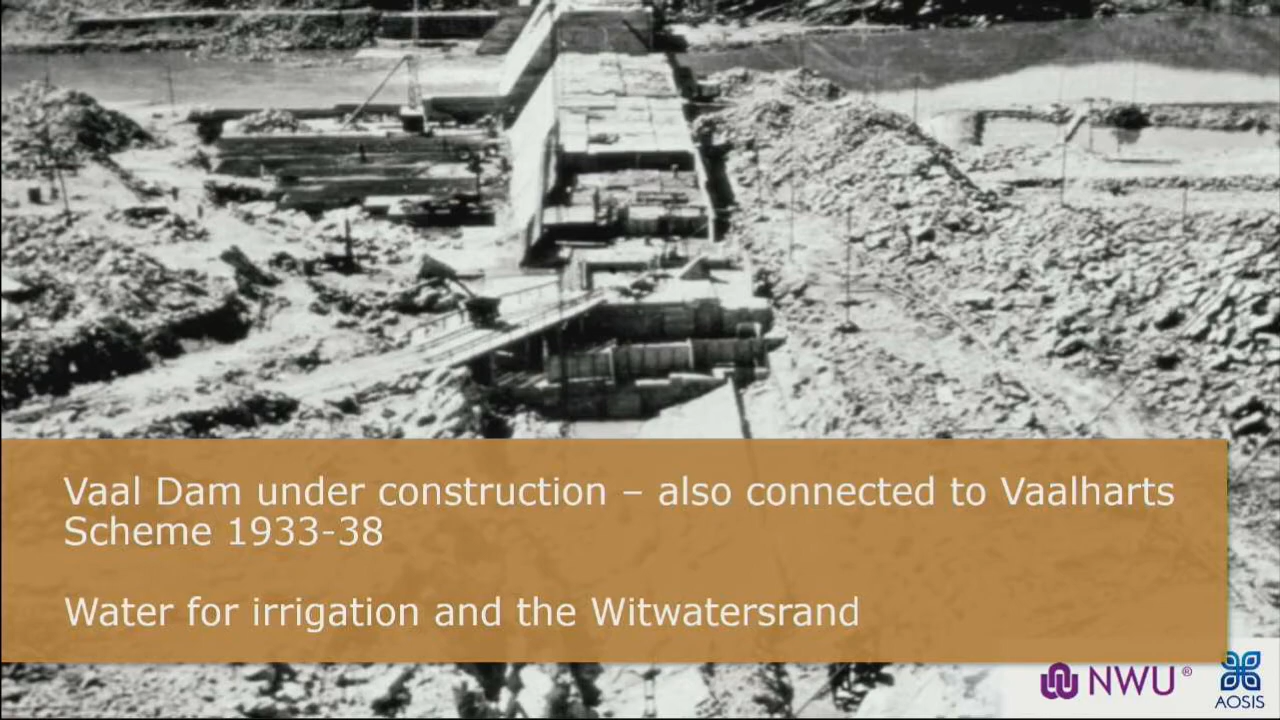 Vaal Dam under construction – also connected to Vaalharts
Scheme 1933-38
Water for irrigation and the Witwatersrand
NWU®
AOSIS